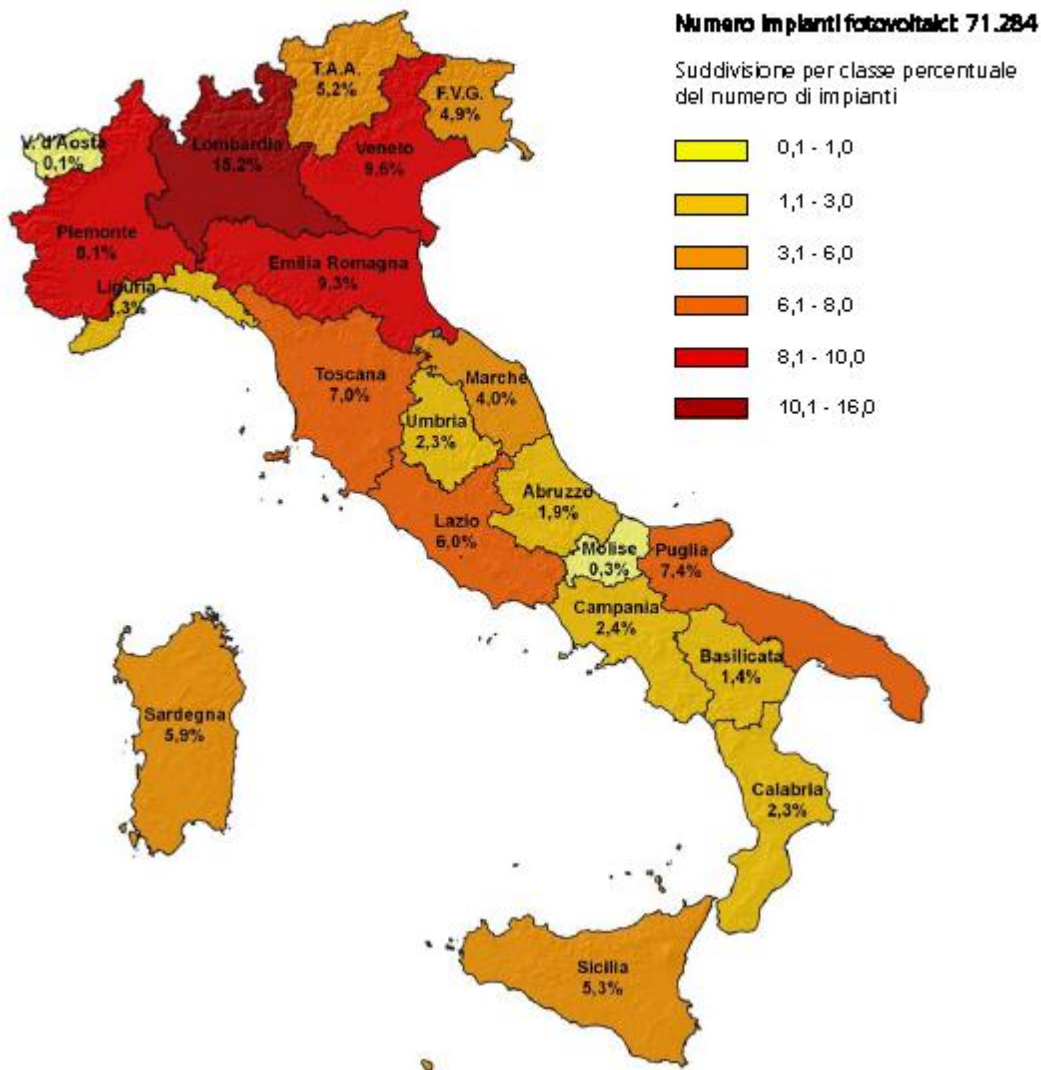 Numero impianti fotovoltaici: 71.284
Suddivisione per classe percentuale
del numero di impianti
0,1 - 1,0
1,1 - 3,0
3,1 - 6,0
6,1 - 8,0
8,1 - 10,0
10,1 - 16,0
T.A.A.
5,2%
F.V.G.
4,9%
V. d'Aosta
0,1%
Lombardia
15,2%
Veneto
9,6%
Piemonte
8,1%
Emilia Romagna
9,3%
Liguria
1,3%
Toscana
7,0%
Marche
4,0%
Umbria
2,3%
Abruzzo
1,9%
Lazio
6,0%
Molise
0,3%
Puglia
7,4%
Campania
2,4%
Basilicata
1,4%
Sardegna
5,9%
Calabria
2,3%
Sicilia
5,3%